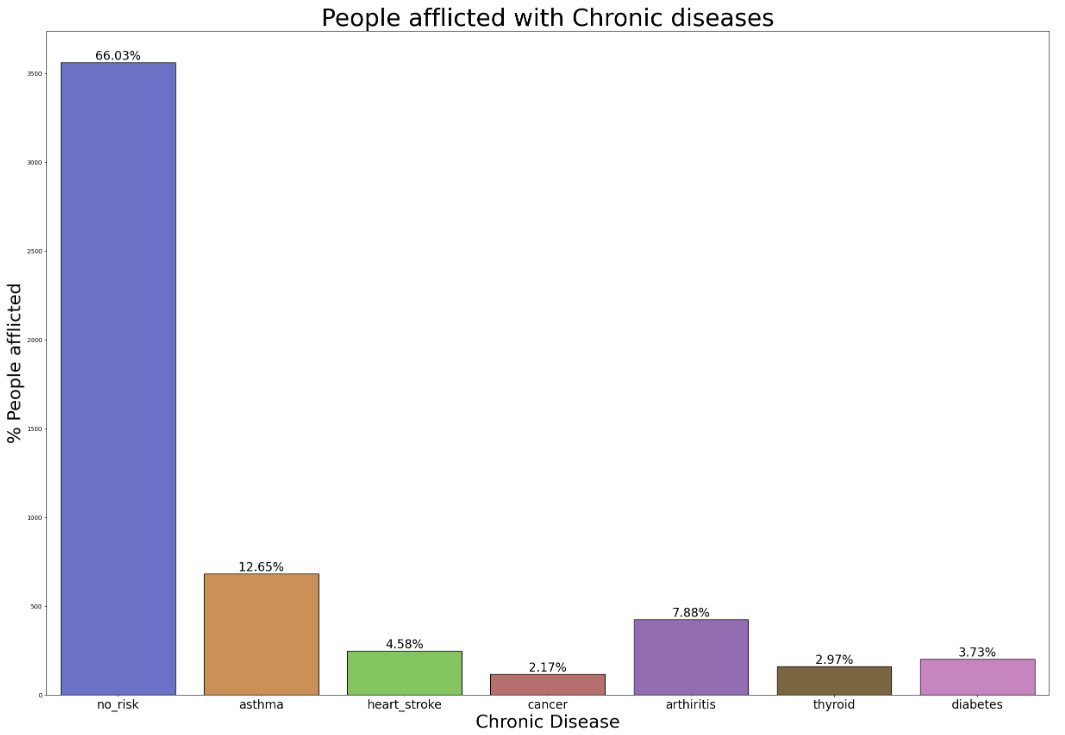 People afflicted with Chronic diseases
66.03%
12.65%
4.58%
2.17%
7.88%
2.97%
3.73%
% People afflicted
3500
3000
2500
2000
1500
1000
500
0
no_risk
asthma
heart_stroke
cancer
arthiritis
thyroid
diabetes
Chronic Disease